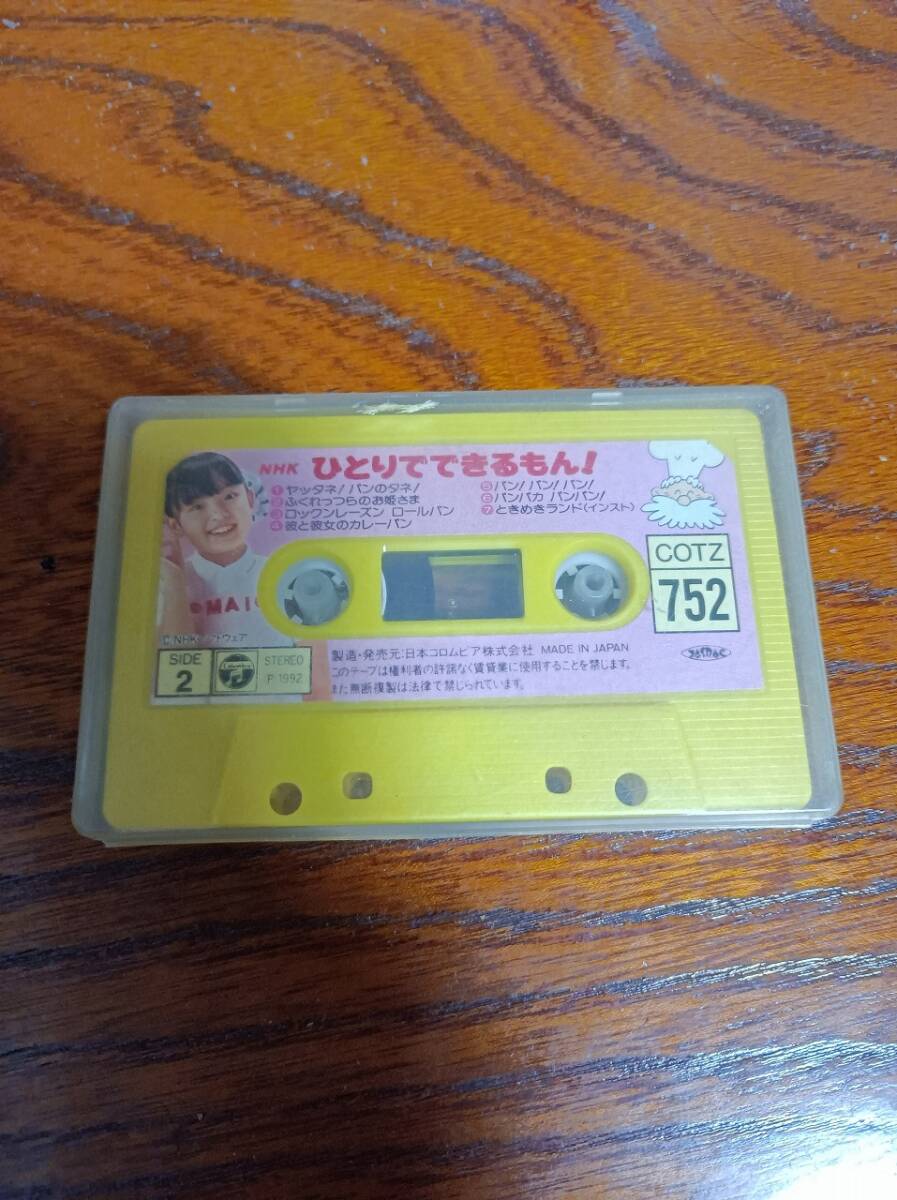 NHK ひとりでできるもん!
1 ヤッタネ! パンのタネ!
2 ふくれっつらのお姫さま
3 ロックンレーズン ロールパン
4 彼と彼女のカレーパン
5 パン! パン! パン!
6 パンパカ パンパン!
7 ときめきランド(インスト)
COTZ
752
MAI
C NHKソフトウェア
SIDE
2
Columbia
STEREO
P 1992
製造・発売元:日本コロムビア株式会社 MADE IN JAPAN
このテープは権利者の許諾なく賃貸業に使用することを禁じます。
また無断複製は法律で禁じられています。